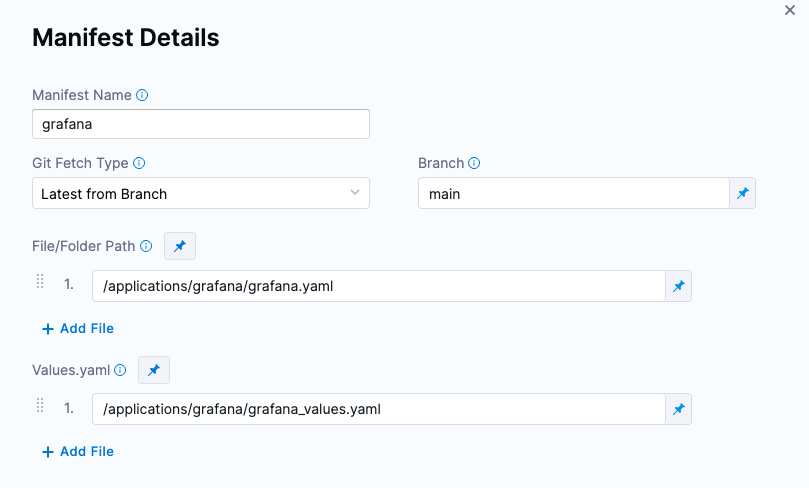 Manifest Details
Manifest Name
grafana
Git Fetch Type
Branch
Latest from Branch
main
File/Folder Path
1.
/applications/grafana/grafana.yaml
+ Add File
Values.yaml
1.
/applications/grafana/grafana_values.yaml
+ Add File